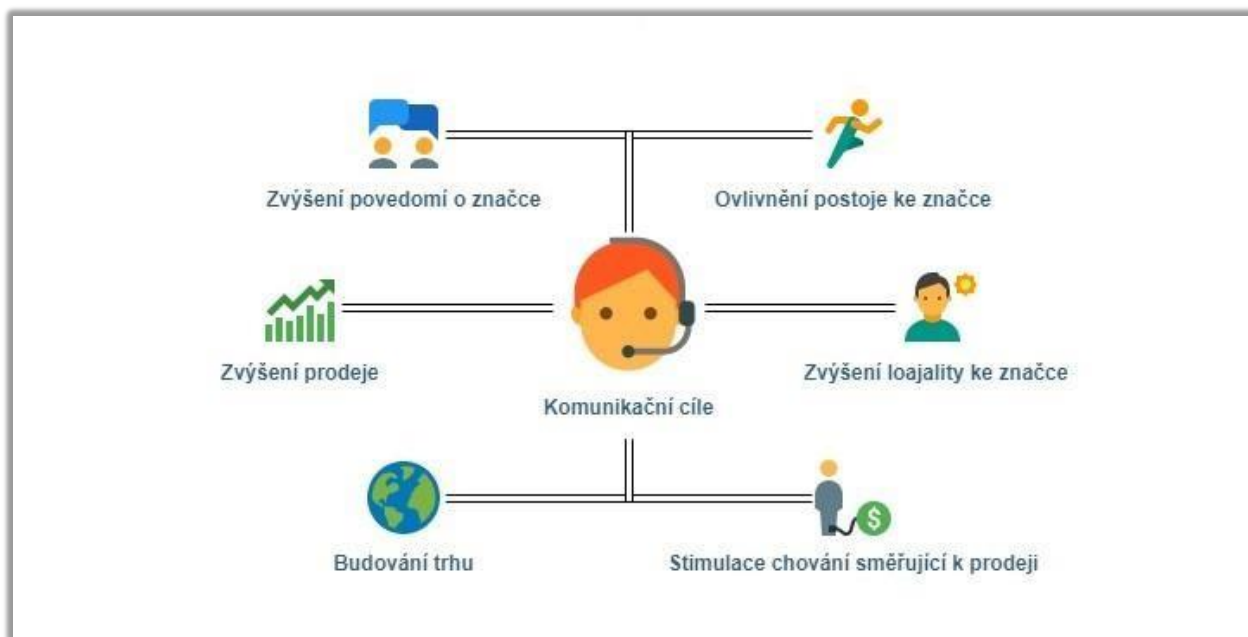 Zvýšení povedomí o značce
Ovlivnění postoje ke značce
Zvýšení prodeje
Zvýšení loajality ke značce
Komunikační cíle
Budování trhu
Stimulace chování směřující k prodeji
$